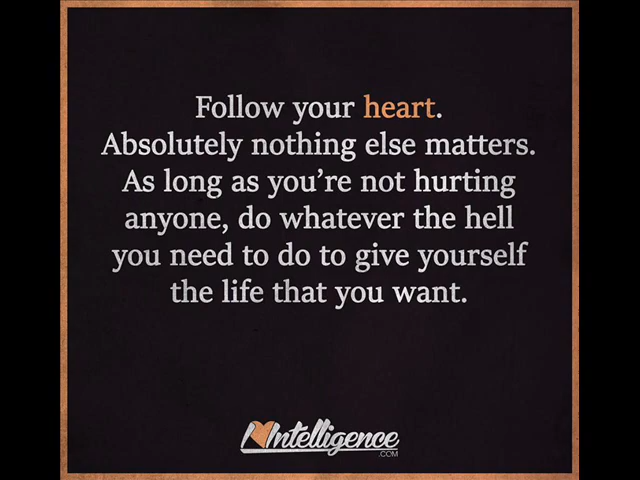 Follow your heart.
Absolutely nothing else matters.
As long as you’re not hurting
anyone, do whatever the hell
you need to do to give yourself
the life that you want.
Intelligence
.COM